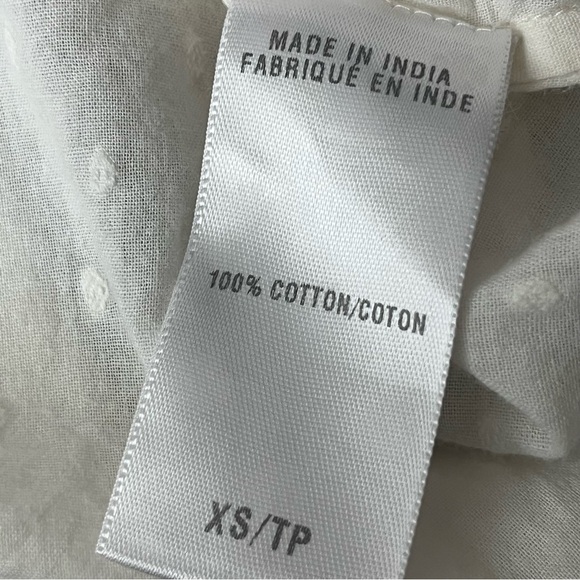 MADE IN INDIA
FABRIQUÉ EN INDE
100% COTTON/COTON
XS/TP